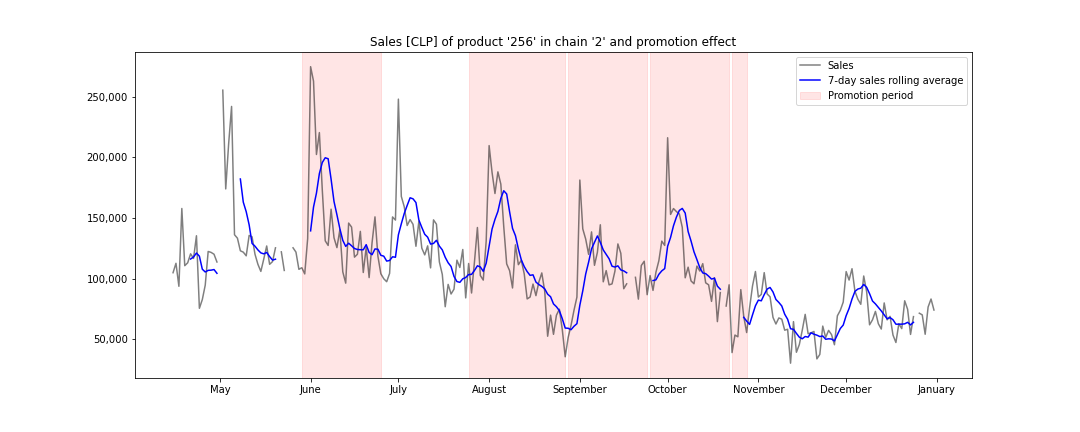 Sales [CLP] of product '256' in chain '2' and promotion effect
Sales
7-day sales rolling average
Promotion period
250,000
200,000
150,000
100,000
50,000
May June July August September October November December January